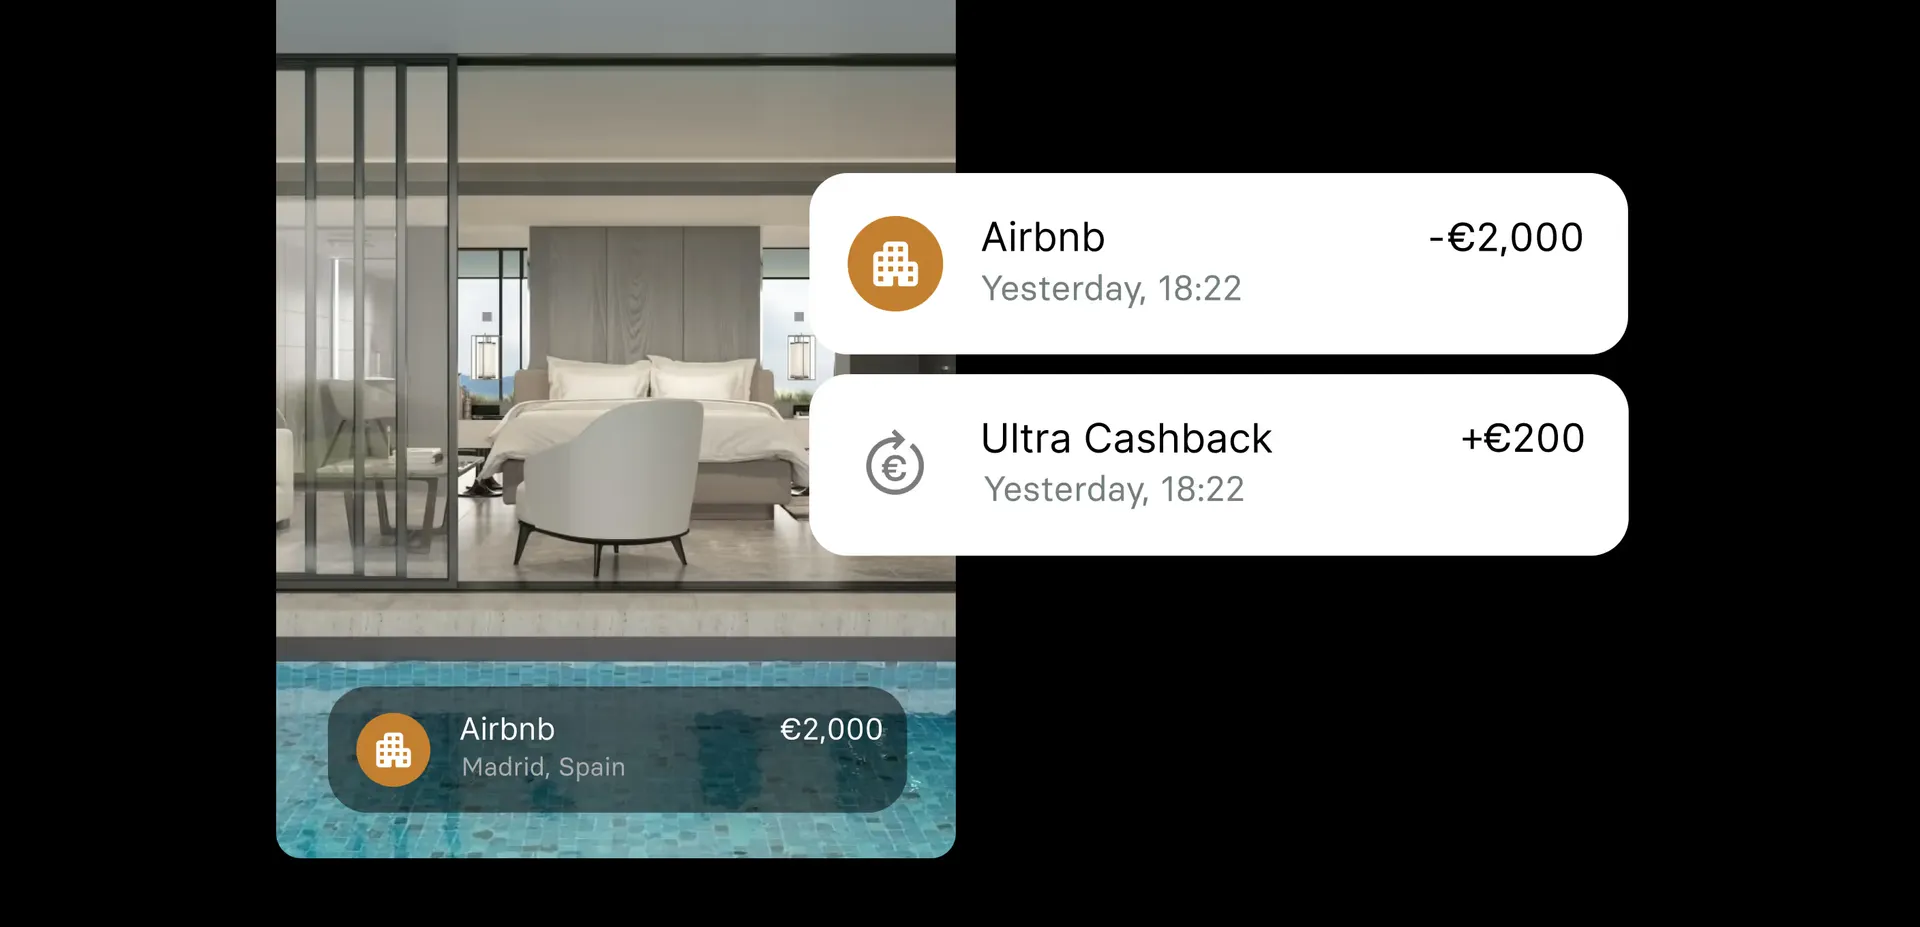 Airbnb
-€2,000
Yesterday, 18:22
Ultra Cashback
+€200
Yesterday, 18:22
Airbnb
€2,000
Madrid, Spain